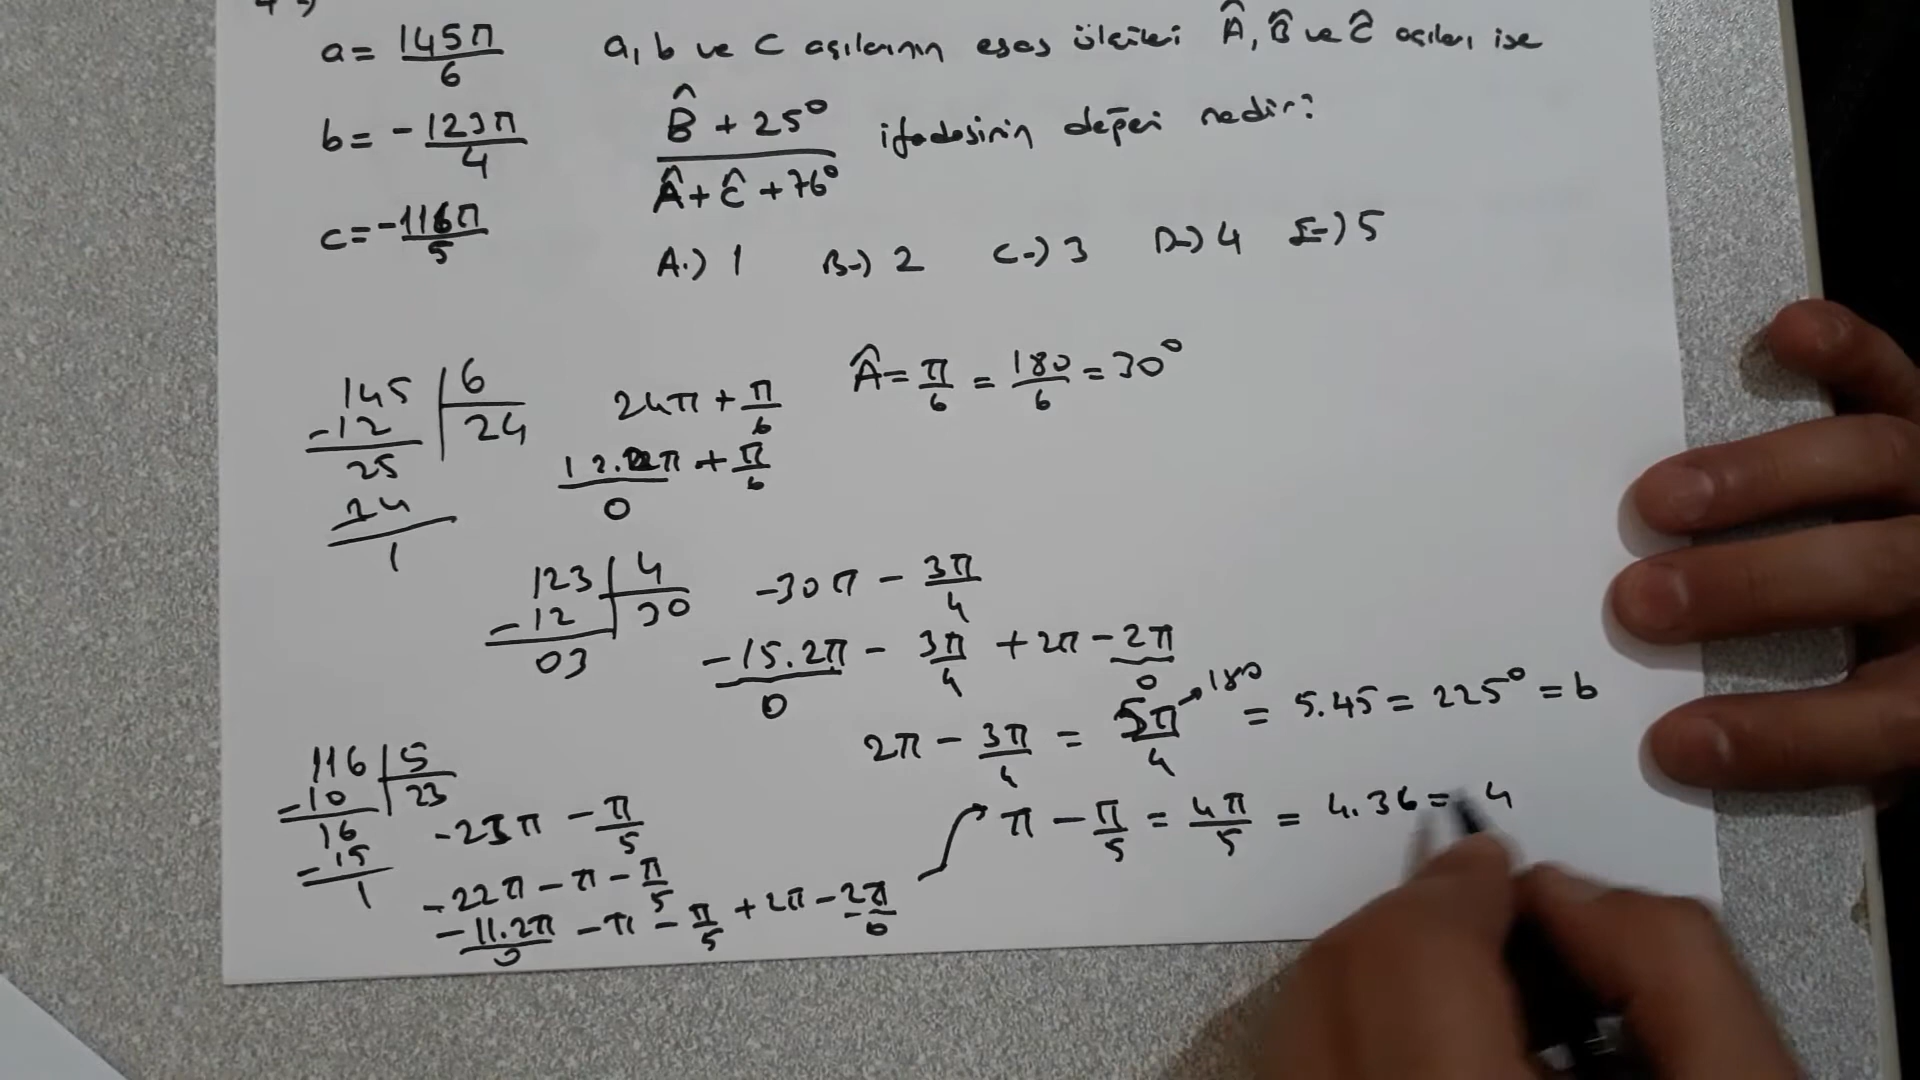 a = 145π/6 a, b ve c açılarının esas ölçüleri Â, B̂ ve Ĉ açıları ise
b = -123π/4 (B̂ + 25°)/(Â + Ĉ + 76°) ifadesinin değeri nedir?
c = -116π/5
A-) 1 B-) 2 C-) 3 D-) 4 E-) 5
145 | 6
-12 | 24
25
24
1
24π + π/6
12.2π + π/6
0
Â = π/6 = 180/6 = 30°
123 | 4
-12 | 30
03
-30π - 3π/4
-15.2π - 3π/4 + 2π - 2π
0 0
2π - 3π/4 = 5π/4 → 180 = 5.45 = 225° = b
116 | 5
-10 | 23
16
-15
1
-23π - π/5
-22π - π - π/5
-11.2π - π - π/5 + 2π - 2π
0 0
π - π/5 = 4π/5 = 4.36 = 4